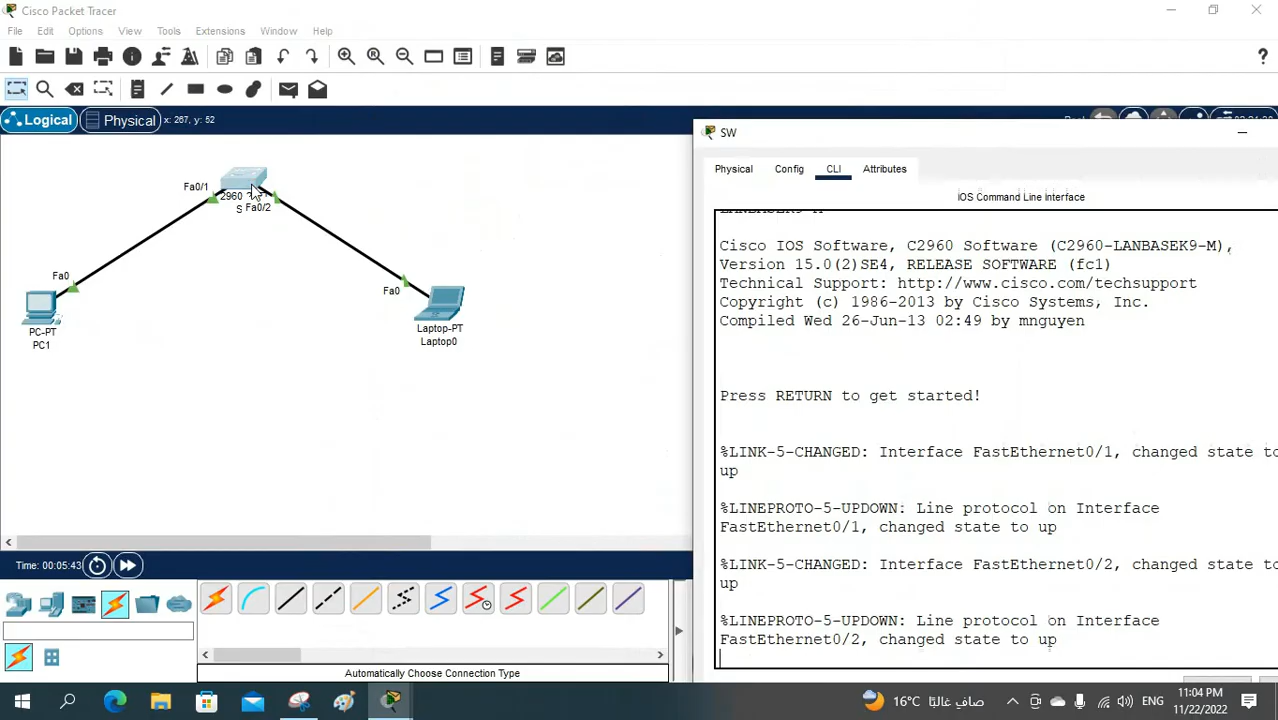 Cisco Packet Tracer
File Edit Options View Tools Extensions Window Help
Logical Physical x: 267, y: 52
SW
Physical Config CLI Attributes
IOS Command Line Interface
Fa0/1
2960
S Fa0/2
Fa0
PC-PT
PC1
Fa0
Laptop-PT
Laptop0
Cisco IOS Software, C2960 Software (C2960-LANBASEK9-M),
Version 15.0(2)SE4, RELEASE SOFTWARE (fc1)
Technical Support: http://www.cisco.com/techsupport
Copyright (c) 1986-2013 by Cisco Systems, Inc.
Compiled Wed 26-Jun-13 02:49 by mnguyen
Press RETURN to get started!
%LINK-5-CHANGED: Interface FastEthernet0/1, changed state to
up
%LINEPROTO-5-UPDOWN: Line protocol on Interface
FastEthernet0/1, changed state to up
%LINK-5-CHANGED: Interface FastEthernet0/2, changed state to
up
%LINEPROTO-5-UPDOWN: Line protocol on Interface
FastEthernet0/2, changed state to up
Time: 00:05:43
Automatically Choose Connection Type
16°C صافٍ غالبًا
ENG
11:04 PM
11/22/2022